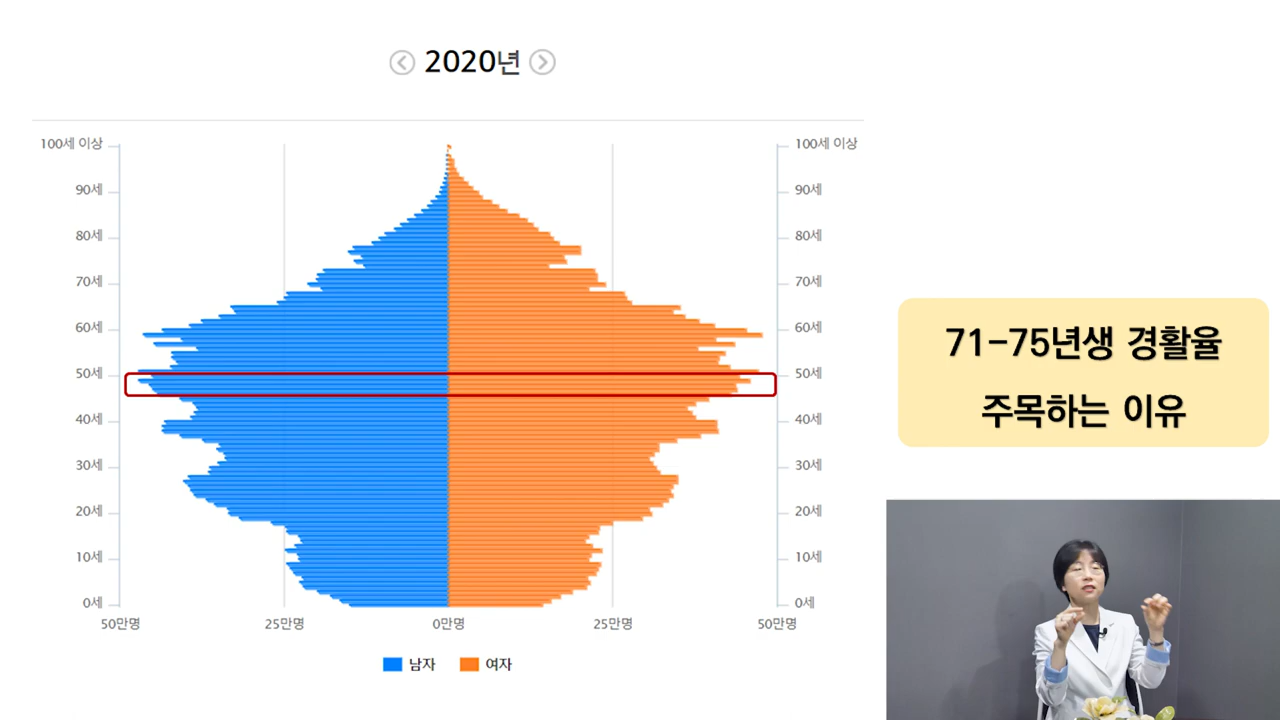 2020년
100세 이상
90세
80세
70세
60세
50세
40세
30세
20세
10세
0세
100세 이상
90세
80세
70세
60세
50세
40세
30세
20세
10세
0세
50만명
25만명
0만명
25만명
50만명
남자
여자
71-75년생 경활율
주목하는 이유